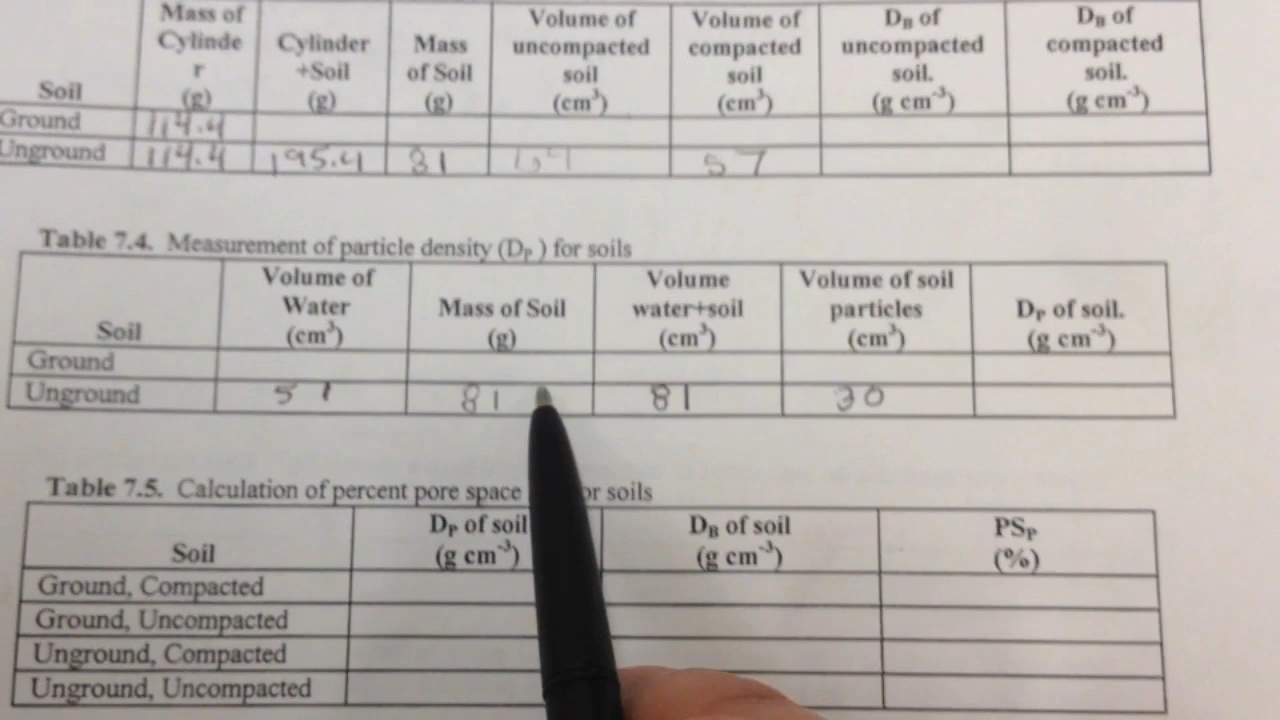 Mass of Cylinde r (g) Cylinder +Soil (g) Mass of Soil (g) Volume of uncompacted soil (cm³) Volume of compacted soil (cm³) D_B of uncompacted soil. (g cm⁻³) D_B of compacted soil. (g cm⁻³)
Soil
Ground 114.4
Unground 114.4 195.4 81 64 57
Table 7.4. Measurement of particle density (D_P) for soils
Soil Volume of Water (cm³) Mass of Soil (g) Volume water+soil (cm³) Volume of soil particles (cm³) D_P of soil. (g cm⁻³)
Ground
Unground 51 81 81 30
Table 7.5. Calculation of percent pore space or soils
Soil D_P of soil (g cm⁻³) D_B of soil (g cm⁻³) PS_P (%)
Ground, Compacted
Ground, Uncompacted
Unground, Compacted
Unground, Uncompacted